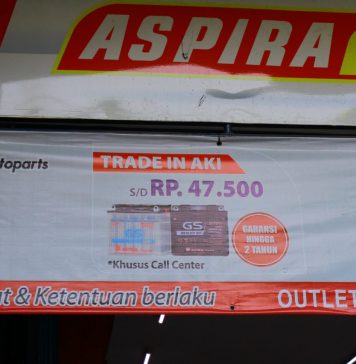 ASPIRA
toparts
TRADE IN AKI
S/D RP. 47.500
GS
GARANSI
HINGGA
2 TAHUN
*Khusus Call Center
t & Ketentuan berlaku
OUTLET